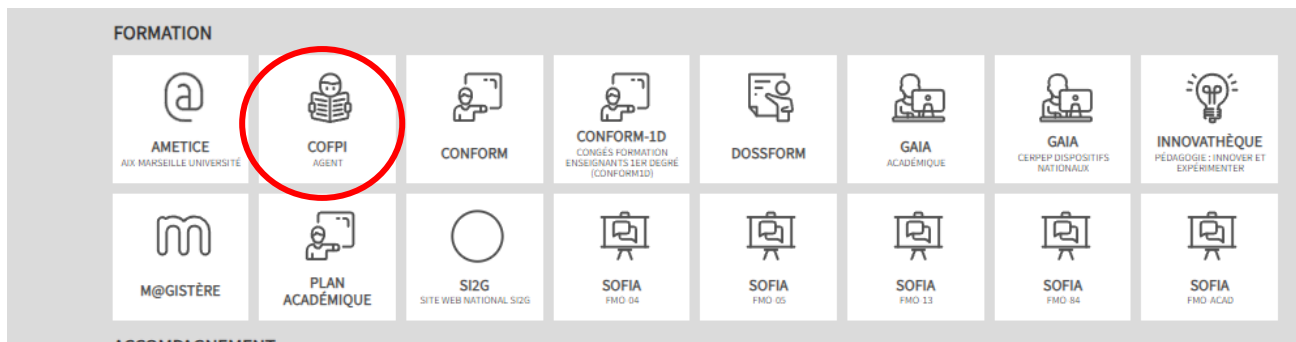 FORMATION
AMETICE
AIX MARSEILLE UNIVERSITÉ
COFPI
AGENT
CONFORM
CONFORM-1D
CONGÉS FORMATION
ENSEIGNANTS 1ER DEGRÉ
(CONFORM1D)
DOSSFORM
GAIA
ACADÉMIQUE
GAIA
CERPEP DISPOSITIFS
NATIONAUX
INNOVATHÈQUE
PÉDAGOGIE : INNOVER ET
EXPÉRIMENTER
M@GISTÈRE
PLAN
ACADÉMIQUE
SI2G
SITE WEB NATIONAL SI2G
SOFIA
FMO 04
SOFIA
FMO 05
SOFIA
FMO 13
SOFIA
FMO 84
SOFIA
FMO ACAD
ACCOMPAGNEMENT